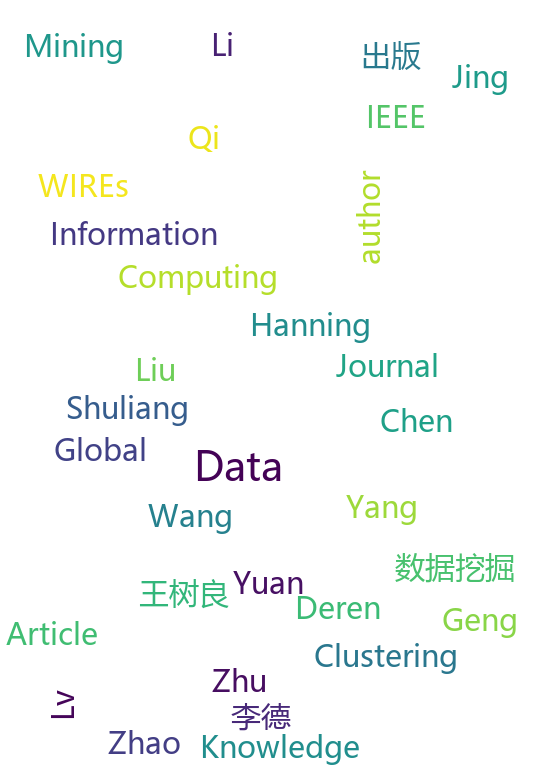 Mining
Li
出版
Jing
IEEE
Qi
WIREs
author
Information
Computing
Hanning
Journal
Liu
Shuliang
Chen
Global
Data
Yang
Wang
数据挖掘
Yuan
王树良
Deren
Geng
Article
Clustering
Zhu
Lv
李德
Zhao
Knowledge